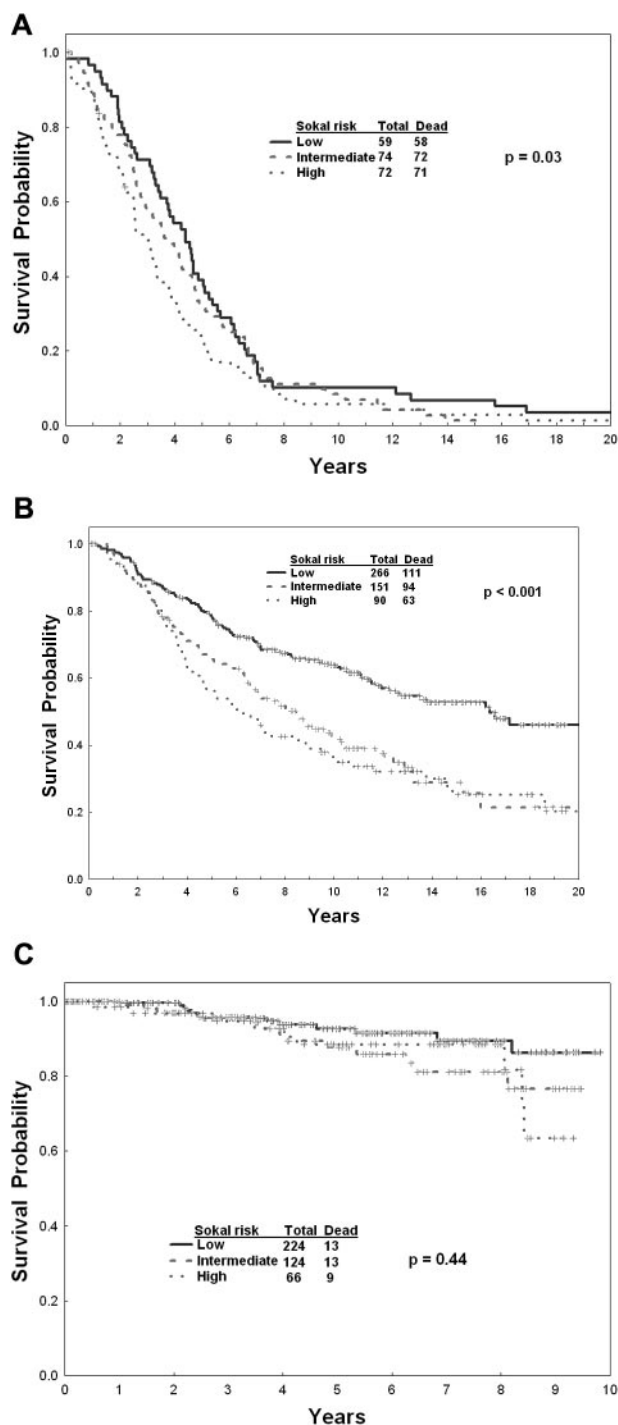 A
1.0
Sokal risk Total Dead
Low 59 58
Intermediate 74 72
High 72 71
p = 0.03
0.8
0.6
0.4
0.2
0.0
Survival Probability
0 2 4 6 8 10 12 14 16 18 20
Years
B
1.0
Sokal risk Total Dead
Low 266 111
Intermediate 151 94
High 90 63
p < 0.001
0.8
0.6
0.4
0.2
0.0
Survival Probability
0 2 4 6 8 10 12 14 16 18 20
Years
C
1.0
0.8
0.6
0.4
0.2
0.0
Survival Probability
Sokal risk Total Dead
Low 224 13
Intermediate 124 13
High 66 9
p = 0.44
0 1 2 3 4 5 6 7 8 9 10
Years